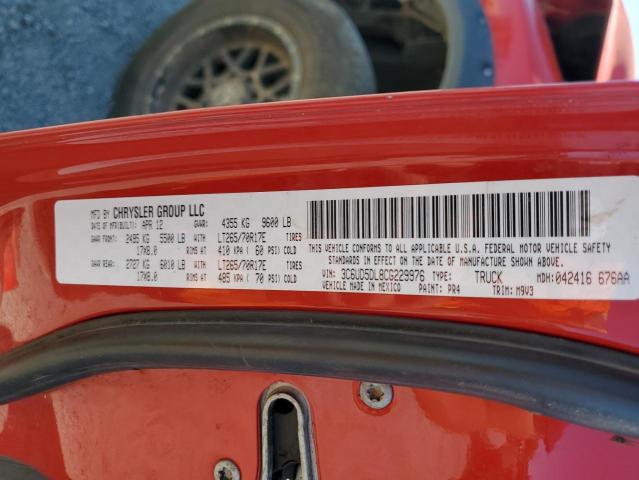 MFD BY CHRYSLER GROUP LLC
DATE OF MFR(BUILT): APR 12 GVWR: 4355 KG 9600 LB
GAWR FRONT: 2495 KG 5500 LB WITH LT265/70R17E TIRES
17X8.0 RIMS AT 410 KPA ( 60 PSI) COLD
GAWR REAR: 2727 KG 6010 LB WITH LT265/70R17E TIRES
17X8.0 RIMS AT 485 KPA ( 70 PSI) COLD
THIS VEHICLE CONFORMS TO ALL APPLICABLE U.S.A. FEDERAL MOTOR VEHICLE SAFETY
STANDARDS IN EFFECT ON THE DATE OF MANUFACTURE SHOWN ABOVE.
VIN: 3C6UD5DL8CG229976 TYPE: TRUCK MDH: 042416 676AA
VEHICLE MADE IN MEXICO PAINT: PR4 TRIM: M9V3